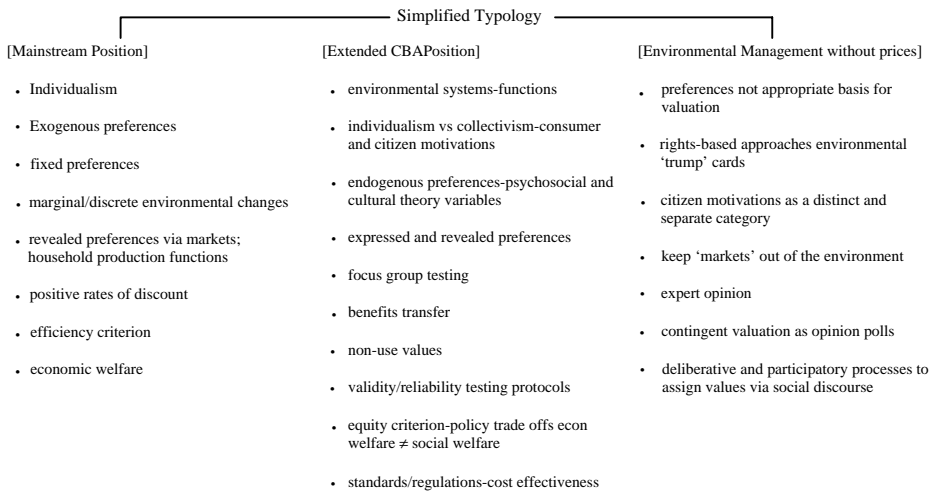 Simplified Typology
[Mainstream Position]
• Individualism
• Exogenous preferences
• fixed preferences
• marginal/discrete environmental changes
• revealed preferences via markets;
household production functions
• positive rates of discount
• efficiency criterion
• economic welfare
[Extended CBAPosition]
• environmental systems-functions
• individualism vs collectivism-consumer
and citizen motivations
• endogenous preferences-psychosocial and
cultural theory variables
• expressed and revealed preferences
• focus group testing
• benefits transfer
• non-use values
• validity/reliability testing protocols
• equity criterion-policy trade offs econ
welfare ≠ social welfare
• standards/regulations-cost effectiveness
[Environmental Management without prices]
• preferences not appropriate basis for
valuation
• rights-based approaches environmental
‘trump’ cards
• citizen motivations as a distinct and
separate category
• keep ‘markets’ out of the environment
• expert opinion
• contingent valuation as opinion polls
• deliberative and participatory processes to
assign values via social discourse